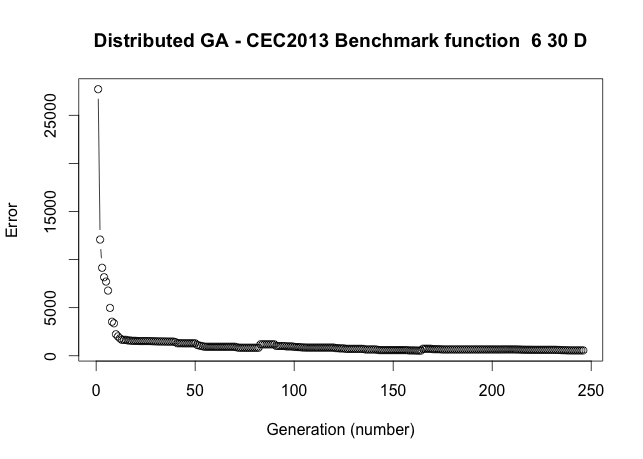 Distributed GA - CEC2013 Benchmark function  6 30 D
Error
25000
15000
5000
0
0 50 100 150 200 250
Generation (number)